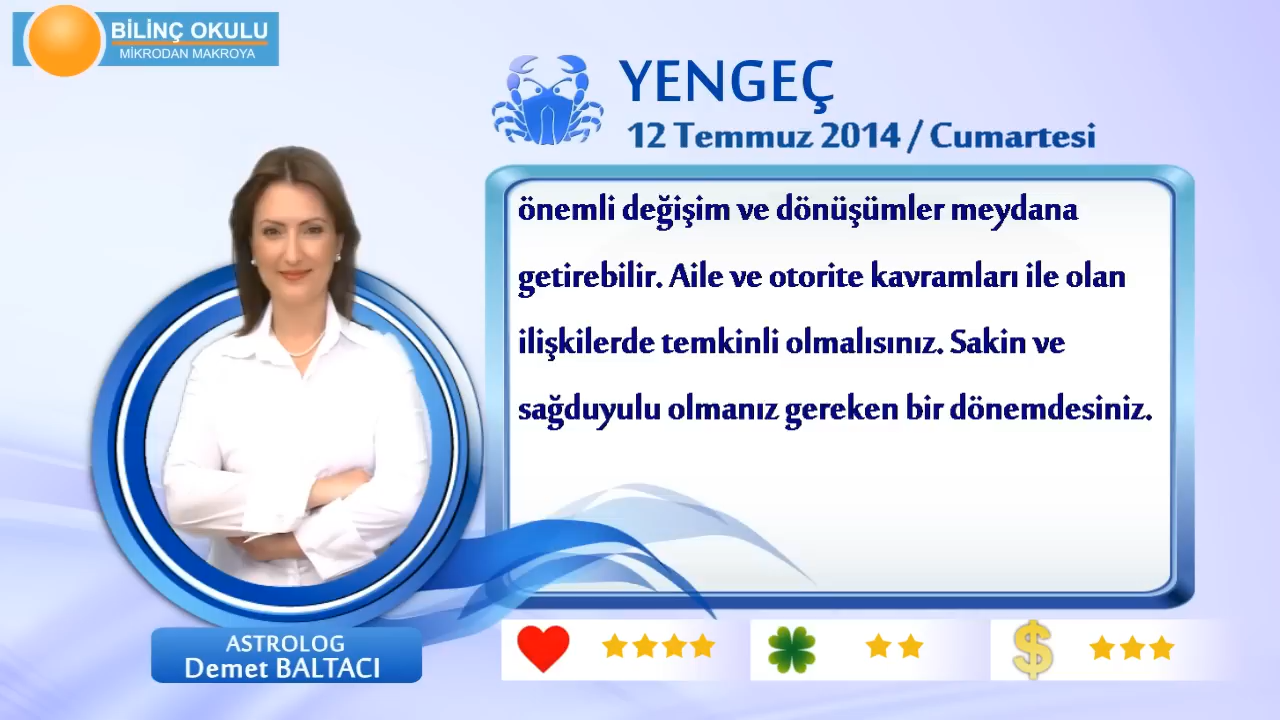 BİLİNÇ OKULU
MİKRODAN MAKROYA
YENGEÇ
12 Temmuz 2014 / Cumartesi
önemli değişim ve dönüşümler meydana
getirebilir. Aile ve otorite kavramları ile olan
ilişkilerde temkinli olmalısınız. Sakin ve
sağduyulu olmanız gereken bir dönemdesiniz.
ASTROLOG
Demet BALTACI
$